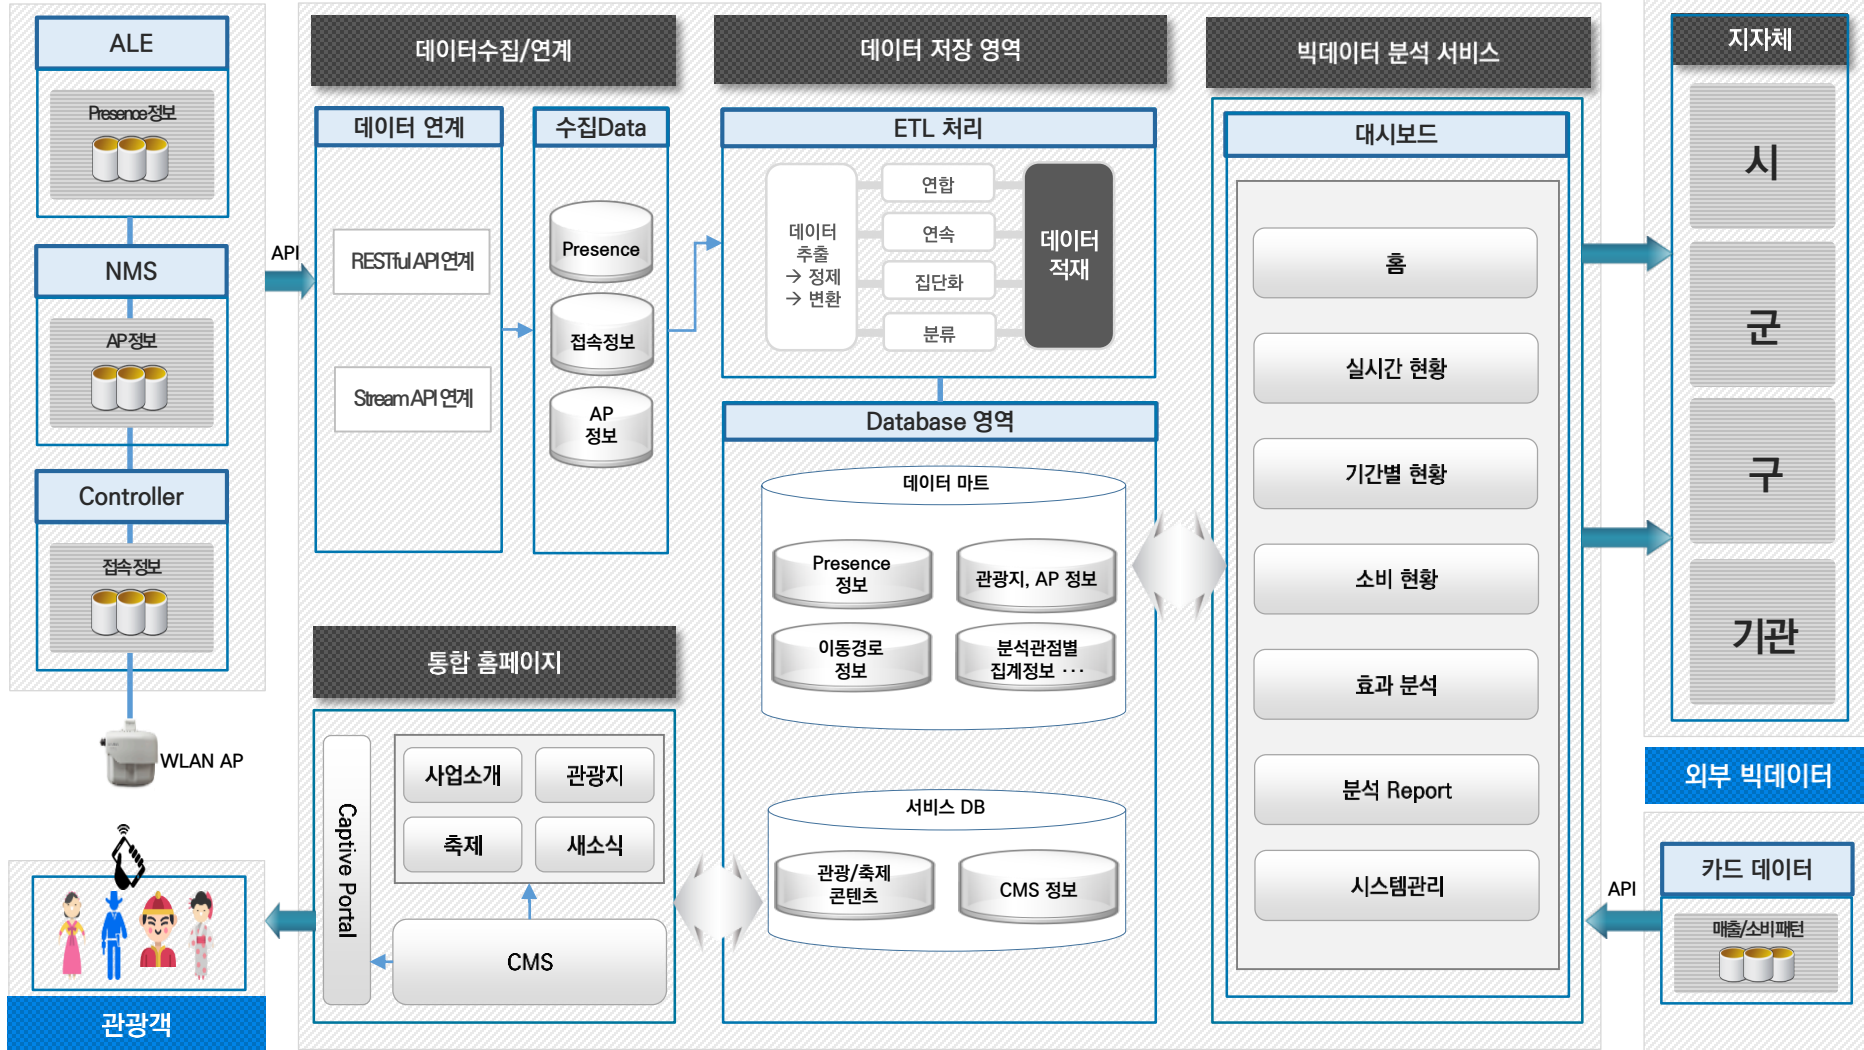 ALE
Presence 정보
NMS
AP 정보
Controller
접속 정보
WLAN AP
관광객
API
데이터수집/연계
데이터 연계
RESTful API 연계
Stream API 연계
수집Data
Presence
접속정보
AP
정보
통합 홈페이지
Captive Portal
사업소개
관광지
축제
새소식
CMS
데이터 저장 영역
ETL 처리
데이터
추출
→ 정제
→ 변환
연합
연속
집단화
분류
데이터
적재
Database 영역
데이터 마트
Presence
정보
관광지, AP 정보
이동경로
정보
분석관점별
집계정보 ···
서비스 DB
관광/축제
콘텐츠
CMS 정보
빅데이터 분석 서비스
대시보드
홈
실시간 현황
기간별 현황
소비 현황
효과 분석
분석 Report
시스템관리
지자체
시
군
구
기관
외부 빅데이터
API
카드 데이터
매출/소비 패턴